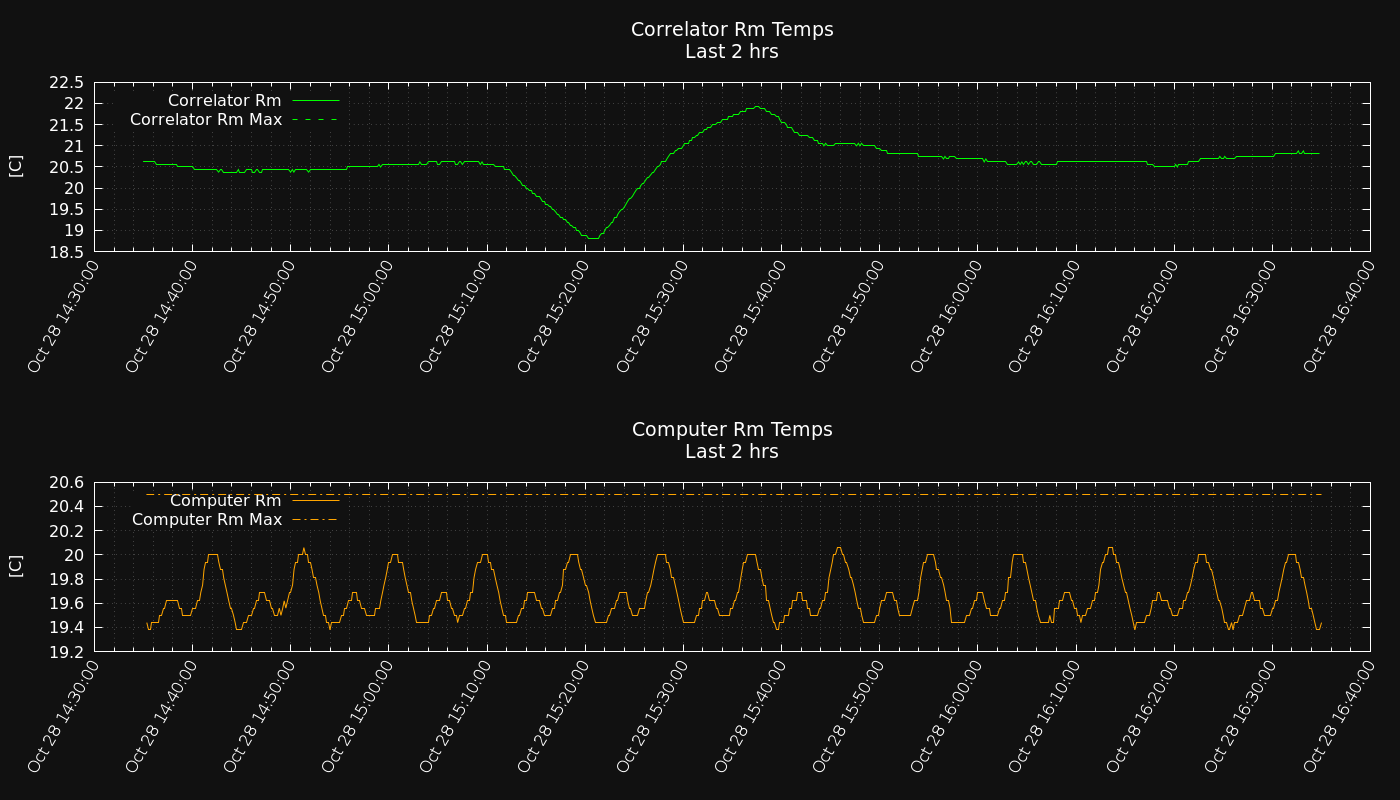 Correlator Rm Temps
Last 2 hrs
Correlator Rm
Correlator Rm Max
[C]
22.5
22
21.5
21
20.5
20
19.5
19
18.5
Oct 28 14:30:00
Oct 28 14:40:00
Oct 28 14:50:00
Oct 28 15:00:00
Oct 28 15:10:00
Oct 28 15:20:00
Oct 28 15:30:00
Oct 28 15:40:00
Oct 28 15:50:00
Oct 28 16:00:00
Oct 28 16:10:00
Oct 28 16:20:00
Oct 28 16:30:00
Oct 28 16:40:00
Computer Rm Temps
Last 2 hrs
Computer Rm
Computer Rm Max
[C]
20.6
20.4
20.2
20
19.8
19.6
19.4
19.2
Oct 28 14:30:00
Oct 28 14:40:00
Oct 28 14:50:00
Oct 28 15:00:00
Oct 28 15:10:00
Oct 28 15:20:00
Oct 28 15:30:00
Oct 28 15:40:00
Oct 28 15:50:00
Oct 28 16:00:00
Oct 28 16:10:00
Oct 28 16:20:00
Oct 28 16:30:00
Oct 28 16:40:00